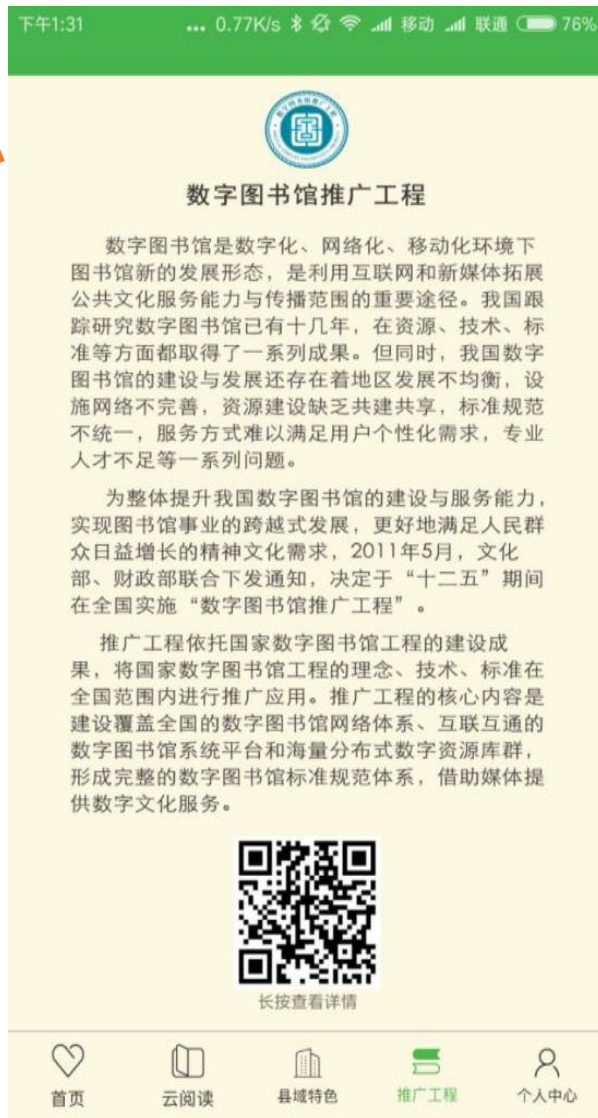 下午1:31 ... 0.77K/s 移动 联通 76%
数字图书馆推广工程
数字图书馆是数字化、网络化、移动化环境下
图书馆新的发展形态，是利用互联网和新媒体拓展
公共文化服务能力与传播范围的重要途径。我国跟
踪研究数字图书馆已有十几年，在资源、技术、标
准等方面都取得了一系列成果。但同时，我国数字
图书馆的建设与发展还存在着地区发展不均衡，设
施网络不完善，资源建设缺乏共建共享，标准规范
不统一，服务方式难以满足用户个性化需求，专业
人才不足等一系列问题。
为整体提升我国数字图书馆的建设与服务能力，
实现图书馆事业的跨越式发展，更好地满足人民群
众日益增长的精神文化需求，2011年5月，文化
部、财政部联合下发通知，决定于“十二五”期间
在全国实施“数字图书馆推广工程”。
推广工程依托国家数字图书馆工程的建设成
果，将国家数字图书馆工程的理念、技术、标准在
全国范围内进行推广应用。推广工程的核心内容是
建设覆盖全国的数字图书馆网络体系、互联互通的
数字图书馆系统平台和海量分布式数字资源库群，
形成完整的数字图书馆标准规范体系，借助媒体提
供数字文化服务。
长按查看详情
首页 云阅读 县域特色 推广工程 个人中心